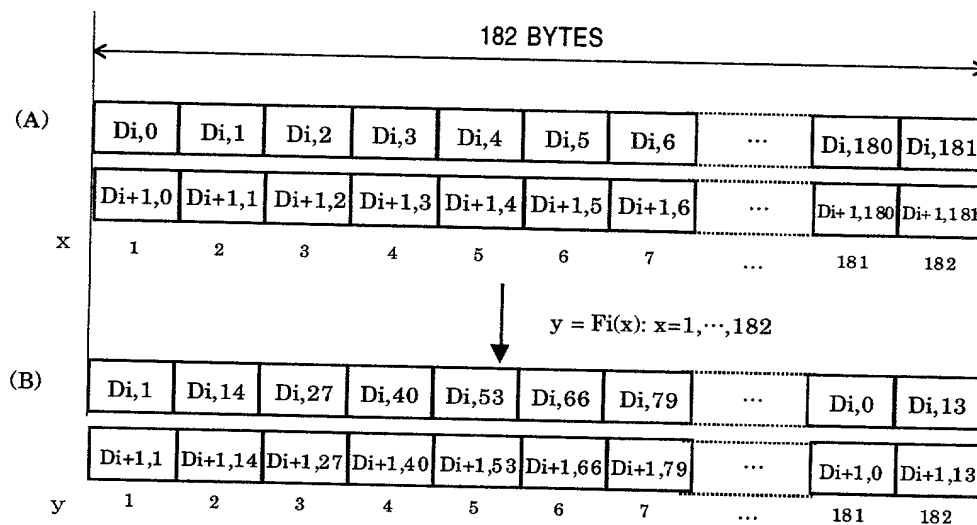 182 BYTES
(A) Di,0 Di,1 Di,2 Di,3 Di,4 Di,5 Di,6 ... Di,180 Di,181
Di+1,0 Di+1,1 Di+1,2 Di+1,3 Di+1,4 Di+1,5 Di+1,6 ... Di+1,180 Di+1,181
x 1 2 3 4 5 6 7 ... 181 182
y = Fi(x): x=1,...,182
(B) Di,1 Di,14 Di,27 Di,40 Di,53 Di,66 Di,79 ... Di,0 Di,13
Di+1,1 Di+1,14 Di+1,27 Di+1,40 Di+1,53 Di+1,66 Di+1,79 ... Di+1,0 Di+1,13
y 1 2 3 4 5 6 7 ... 181 182